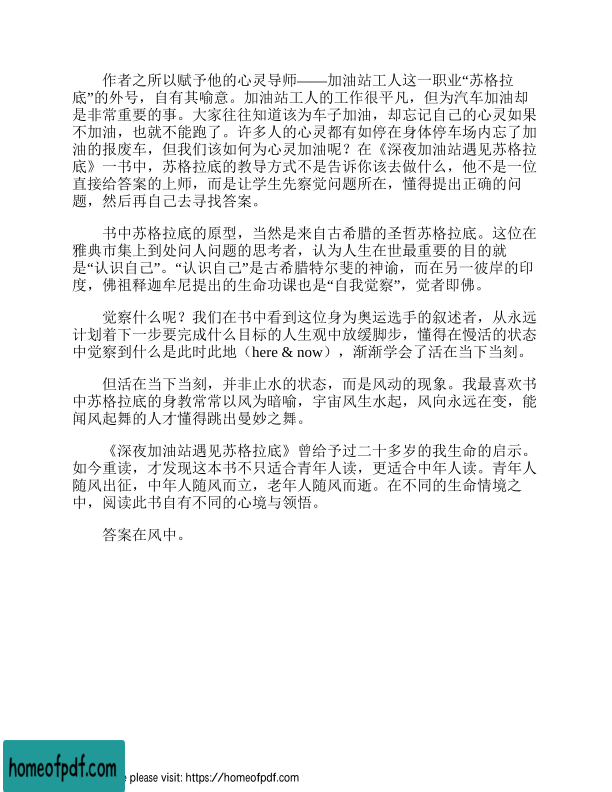 作者之所以赋予他的心灵导师——加油站工人这一职业“苏格拉
底”的外号，自有其喻意。加油站工人的工作很平凡，但为汽车加油却
是非常重要的事。大家往往知道该为车子加油，却忘记自己的心灵如果
不加油，也就不能跑了。许多人的心灵都有如停在身体停车场内忘了加
油的报废车，但我们该如何为心灵加油呢？在《深夜加油站遇见苏格拉
底》一书中，苏格拉底的教导方式不是告诉你该去做什么，他不是一位
直接给答案的上师，而是让学生先察觉问题所在，懂得提出正确的问
题，然后再自己去寻找答案。
书中苏格拉底的原型，当然是来自古希腊的圣哲苏格拉底。这位在
雅典市集上到处问人问题的思考者，认为人生在世最重要的目的就
是“认识自己”。“认识自己”是古希腊特尔斐的神谕，而在另一彼岸的印
度，佛祖释迦牟尼提出的生命功课也是“自我觉察”，觉者即佛。
觉察什么呢？我们在书中看到这位身为奥运选手的叙述者，从永远
计划着下一步要完成什么目标的人生观中放缓脚步，懂得在慢活的状态
中觉察到什么是此时此地（here & now），渐渐学会了活在当下当刻。
但活在当下当刻，并非止水的状态，而是风动的现象。我最喜欢书
中苏格拉底的身教常常以风为暗喻，宇宙风生水起，风向永远在变，能
闻风起舞的人才懂得跳出曼妙之舞。
《深夜加油站遇见苏格拉底》曾给予过二十多岁的我生命的启示。
如今重读，才发现这本书不只适合青年人读，更适合中年人读。青年人
随风出征，中年人随风而立，老年人随风而逝。在不同的生命情境之
中，阅读此书自有不同的心境与领悟。
答案在风中。
homeofpdf.com
please visit: https://homeofpdf.com